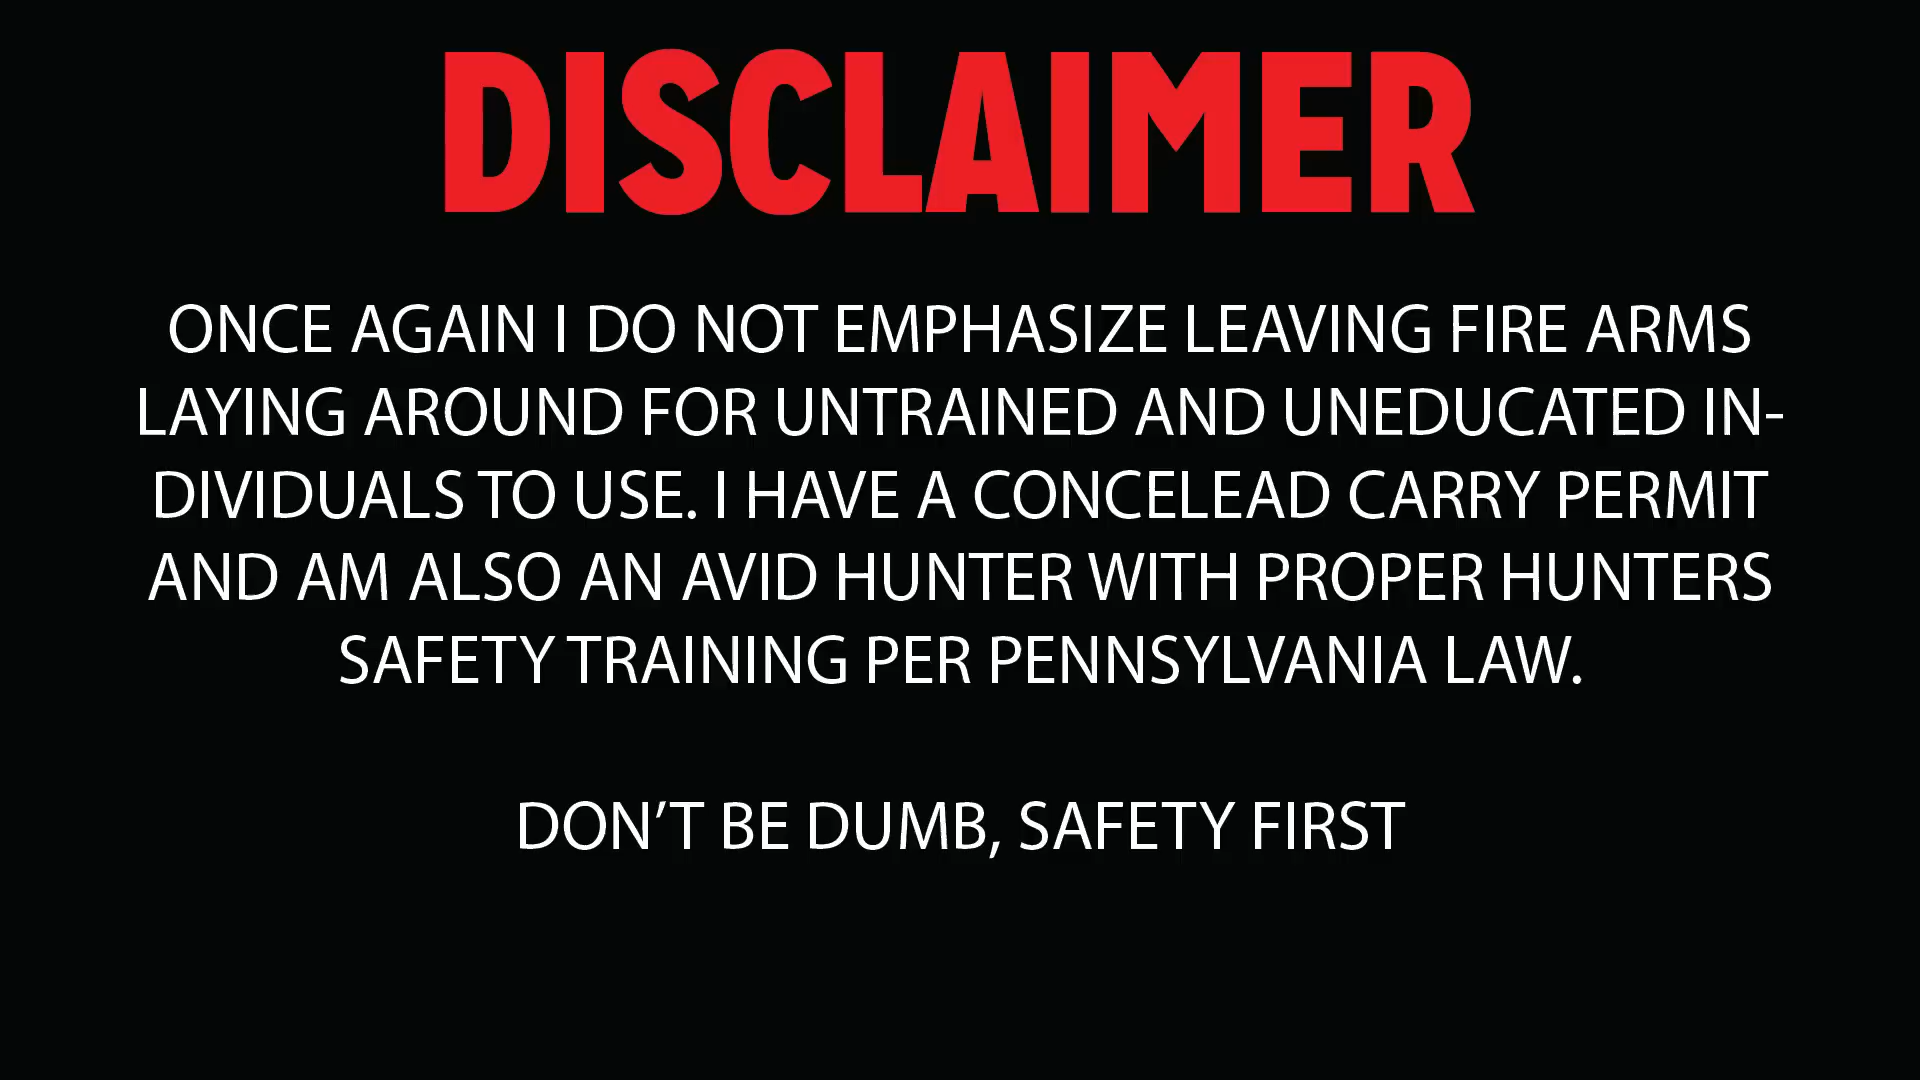 DISCLAIMER
ONCE AGAIN I DO NOT EMPHASIZE LEAVING FIRE ARMS
LAYING AROUND FOR UNTRAINED AND UNEDUCATED IN-
DIVIDUALS TO USE. I HAVE A CONCELEAD CARRY PERMIT
AND AM ALSO AN AVID HUNTER WITH PROPER HUNTERS
SAFETY TRAINING PER PENNSYLVANIA LAW.
DON'T BE DUMB, SAFETY FIRST